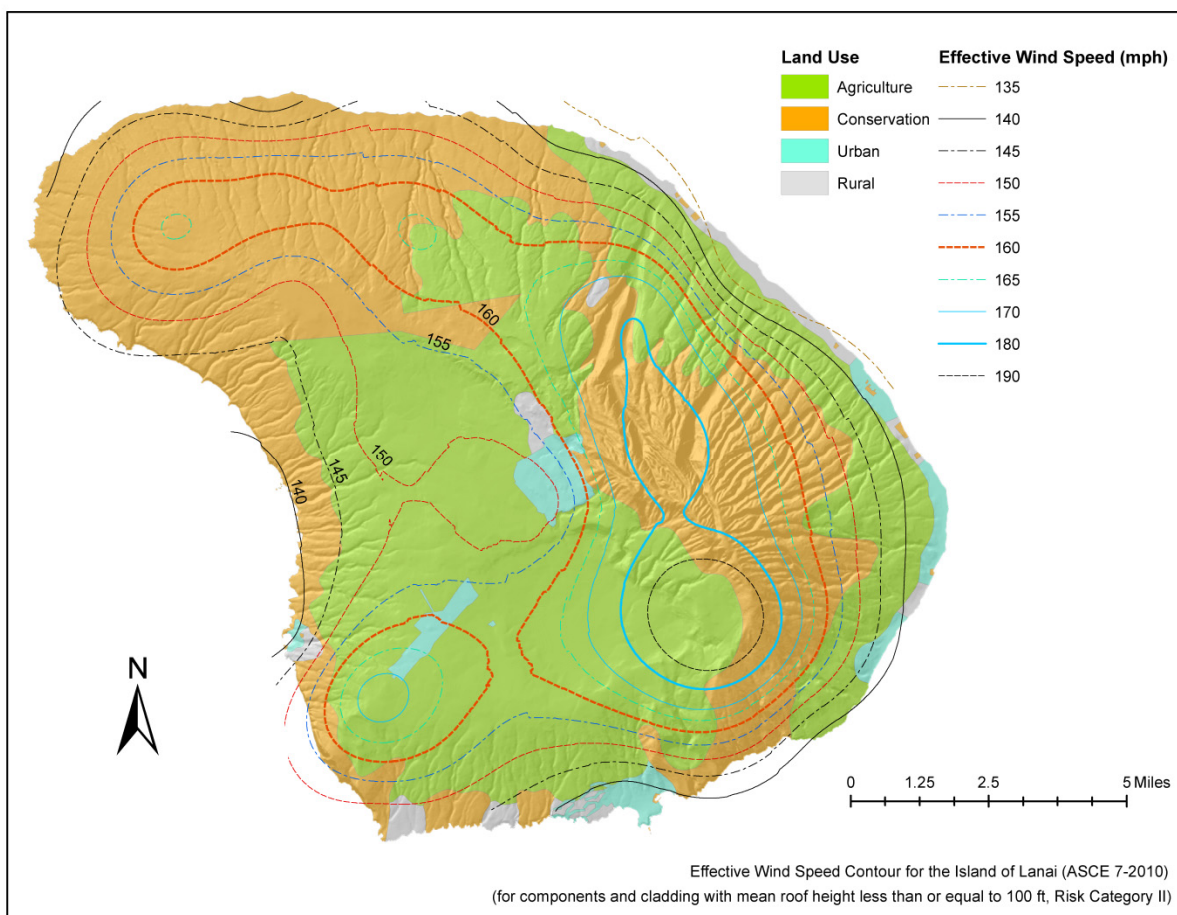 Land Use
Agriculture
Conservation
Urban
Rural
Effective Wind Speed (mph)
135
140
145
150
155
160
165
170
180
190
160
155
150
145
140
N
0 1.25 2.5 5 Miles
Effective Wind Speed Contour for the Island of Lanai (ASCE 7-2010)
(for components and cladding with mean roof height less than or equal to 100 ft, Risk Category II)